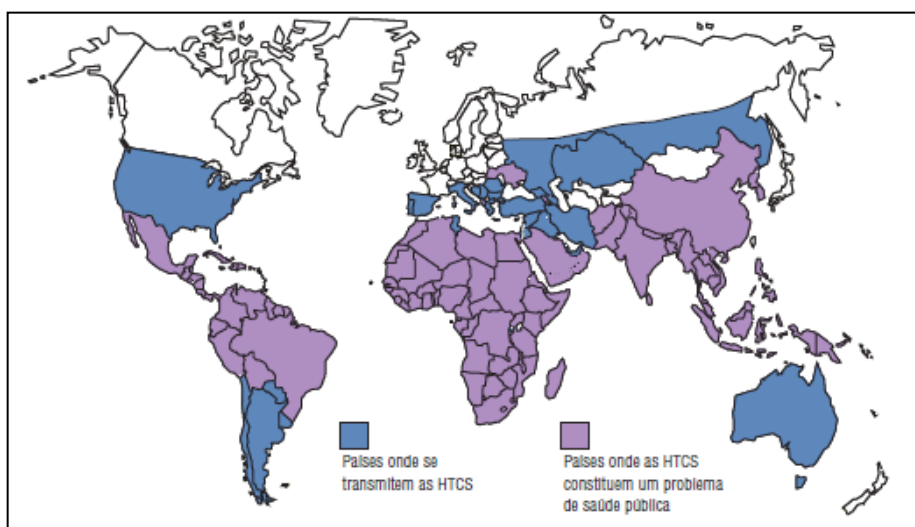 Países onde se
transmitem as HTCS
Países onde as HTCS
constituem um problema
de saúde pública